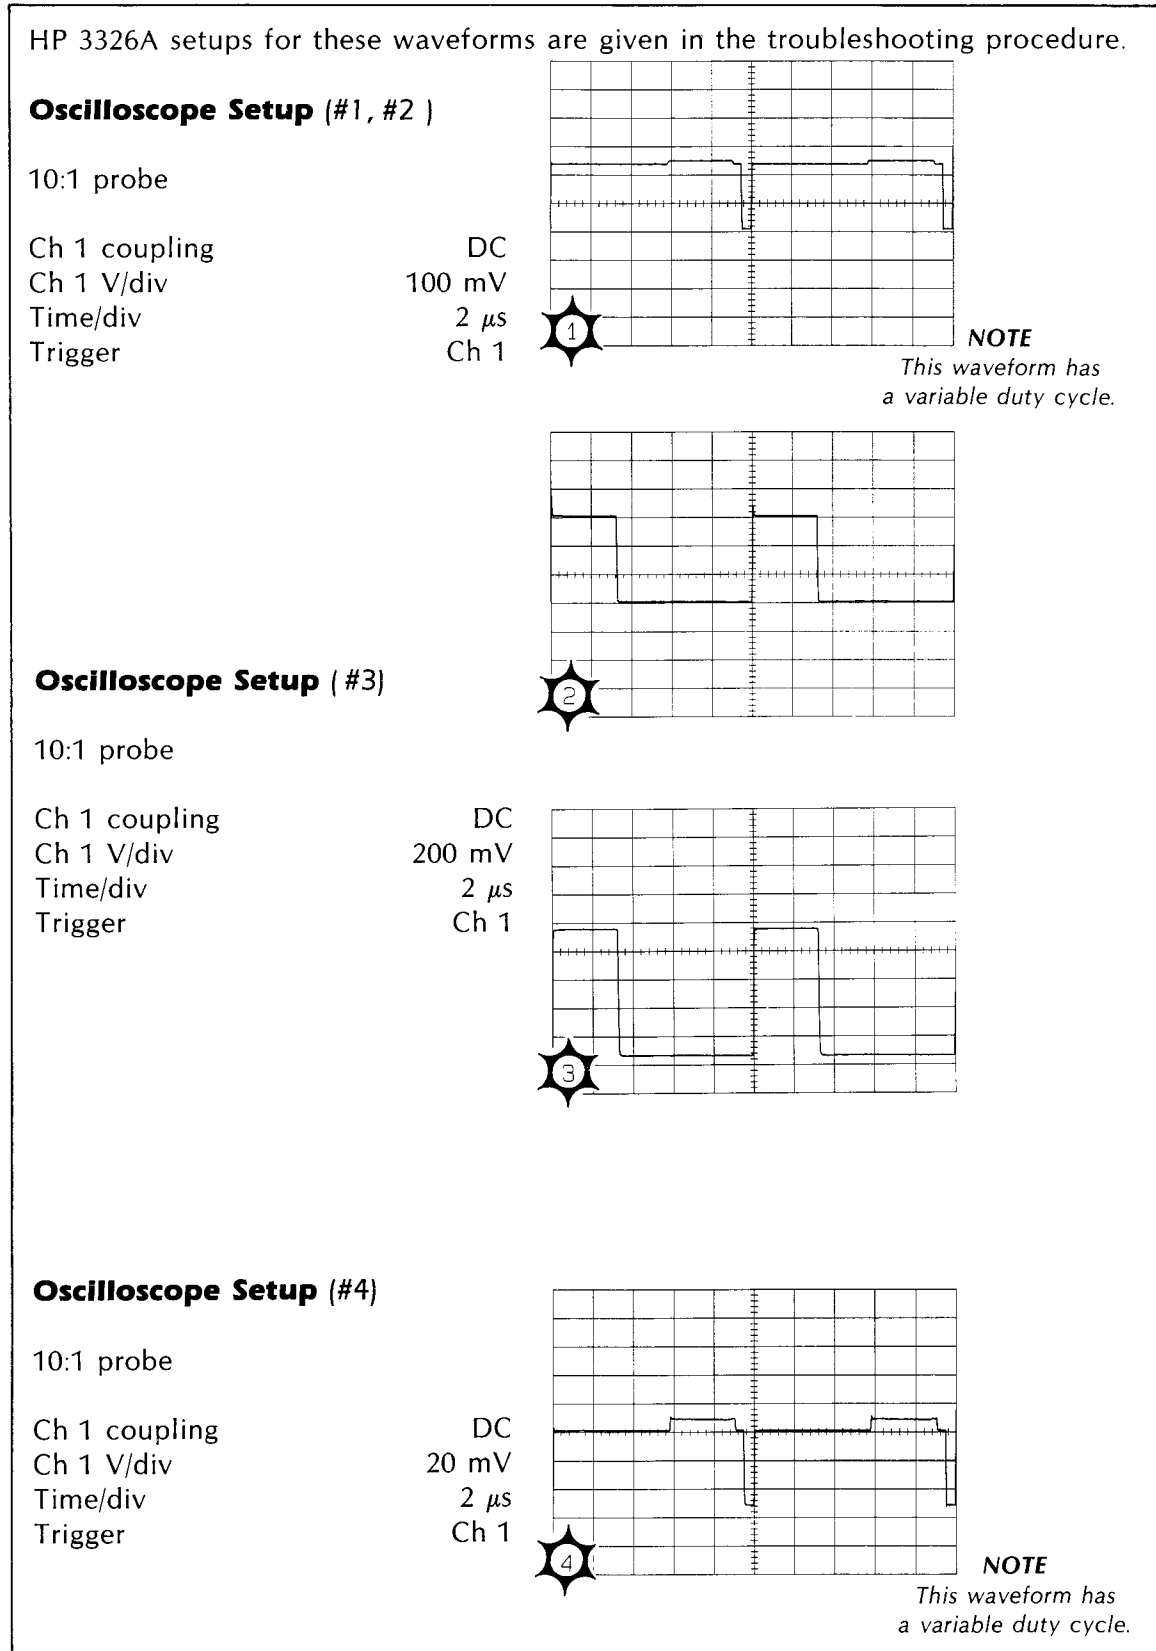 HP 3326A setups for these waveforms are given in the troubleshooting procedure.
Oscilloscope Setup (#1, #2 )
10:1 probe
Ch 1 coupling DC
Ch 1 V/div 100 mV
Time/div 2 μs
Trigger Ch 1
1
NOTE
This waveform has
a variable duty cycle.
2
Oscilloscope Setup ( #3)
10:1 probe
Ch 1 coupling DC
Ch 1 V/div 200 mV
Time/div 2 μs
Trigger Ch 1
3
Oscilloscope Setup (#4)
10:1 probe
Ch 1 coupling DC
Ch 1 V/div 20 mV
Time/div 2 μs
Trigger Ch 1
4
NOTE
This waveform has
a variable duty cycle.